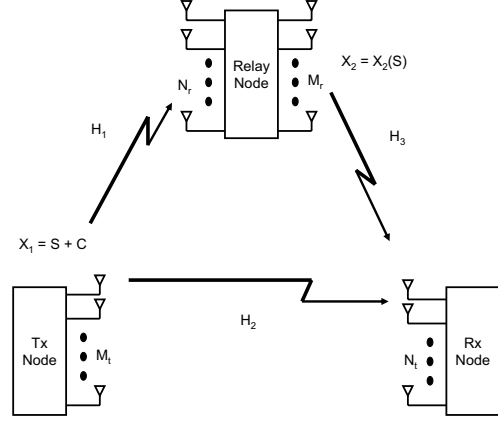 Relay
Node
N_r
M_r
X_2 = X_2(S)
H_1
H_3
X_1 = S + C
H_2
Tx
Node
M_t
N_t
Rx
Node